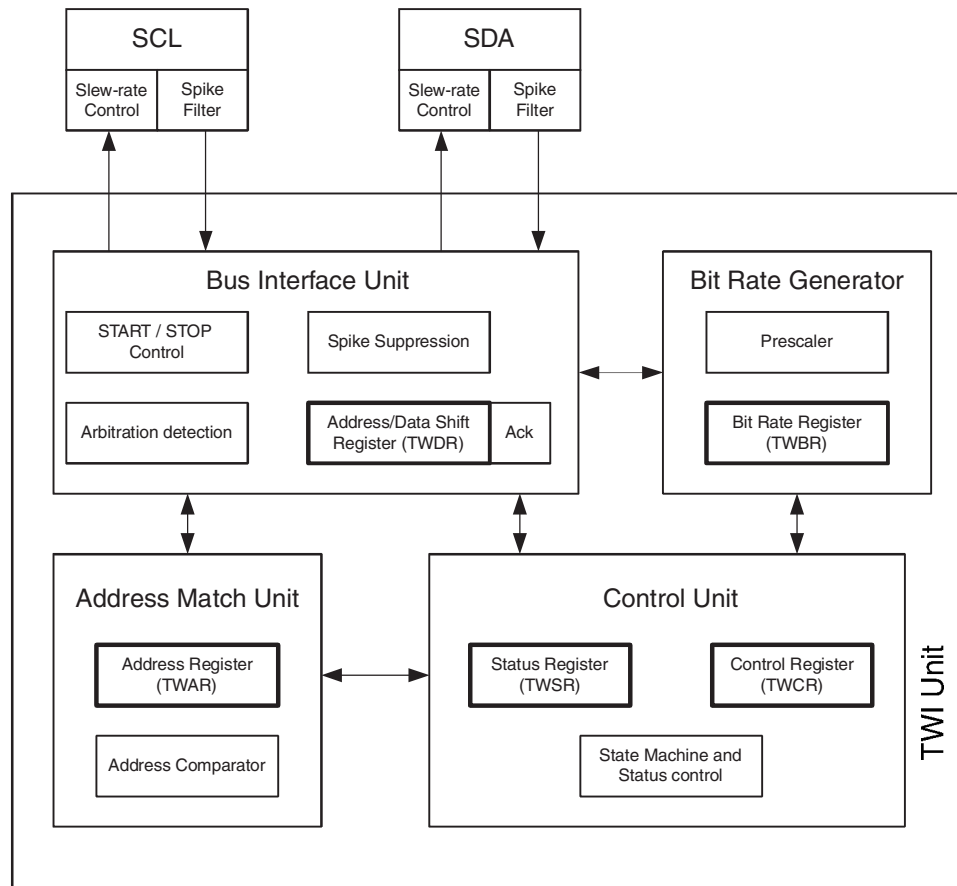 SCL
Slew-rate
Control
Spike
Filter
SDA
Slew-rate
Control
Spike
Filter
Bus Interface Unit
START / STOP
Control
Spike Suppression
Arbitration detection
Address/Data Shift
Register (TWDR)
Ack
Bit Rate Generator
Prescaler
Bit Rate Register
(TWBR)
Address Match Unit
Address Register
(TWAR)
Address Comparator
Control Unit
Status Register
(TWSR)
Control Register
(TWCR)
State Machine and
Status control
TWI Unit